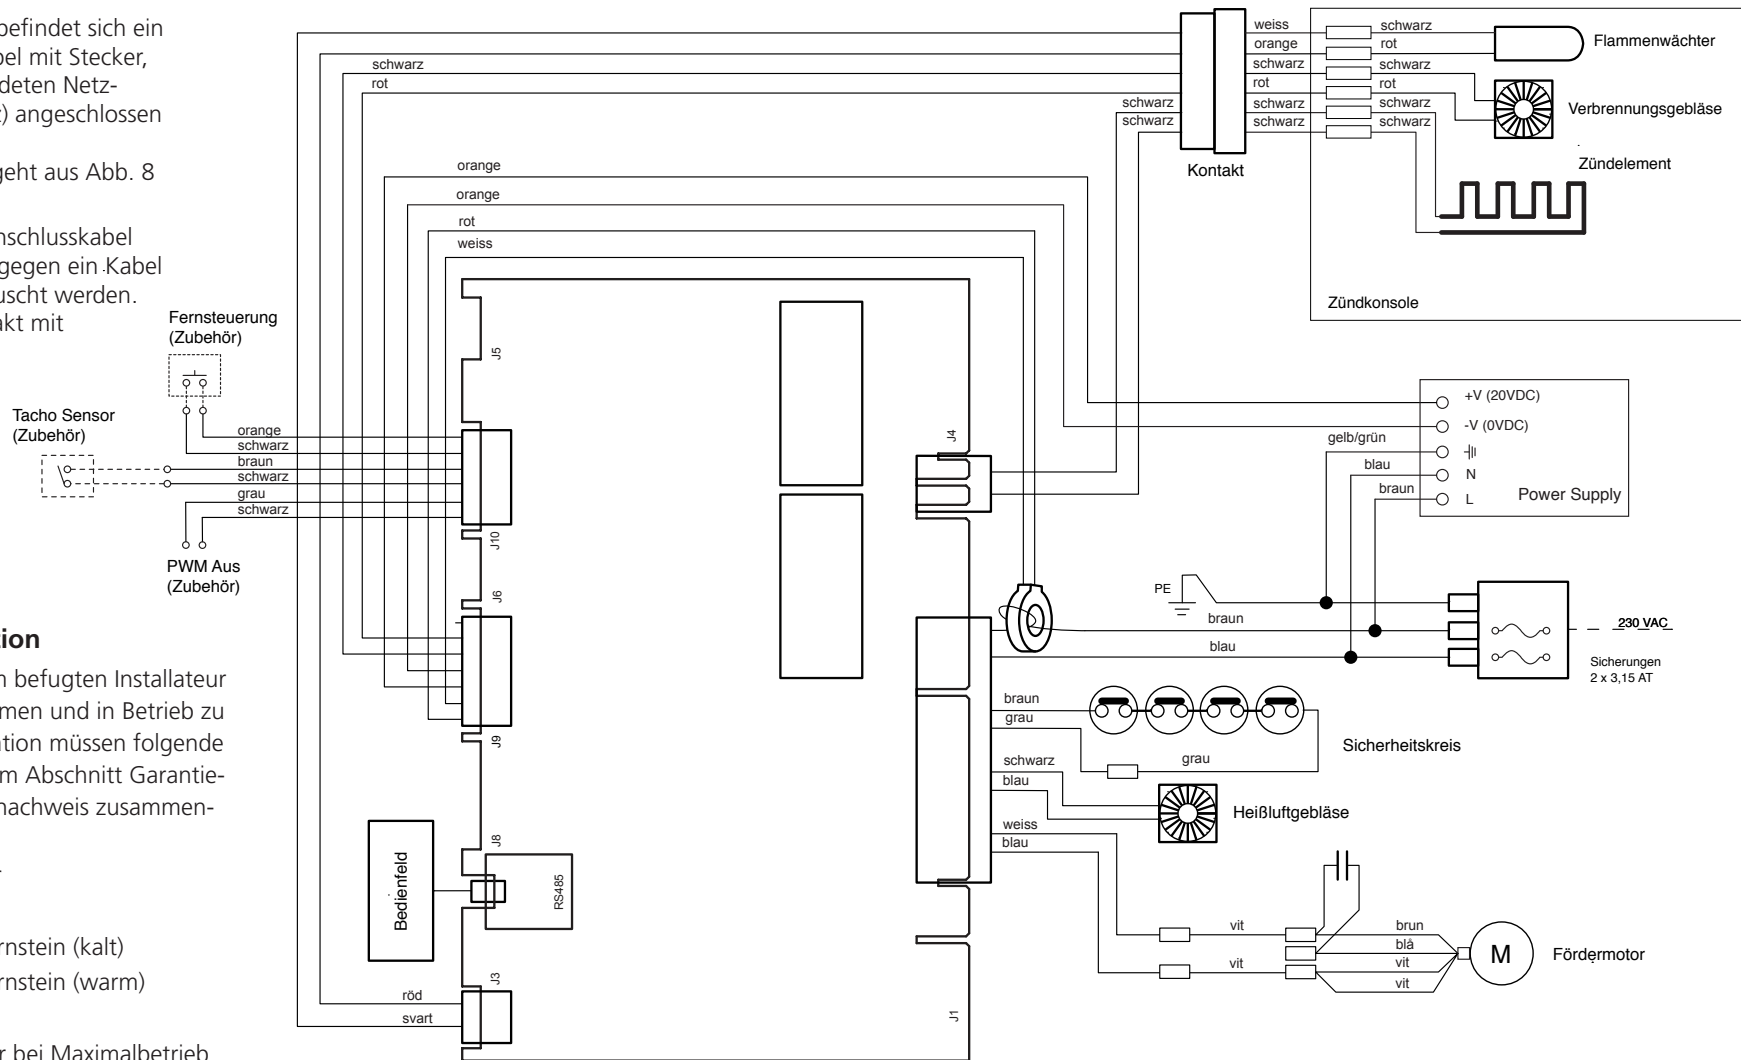 befindet sich ein
bel mit Stecker,
deten Netz-
z) angeschlossen
geht aus Abb. 8
nschlusskabel
gegen ein Kabel
uscht werden.
akt mit
tion
n befugten Installateur
men und in Betrieb zu
ation müssen folgende
m Abschnitt Garantie-
nachweis zusammen-
rnstein (kalt)
rnstein (warm)
r bei Maximalbetrieb
schwarz
rot
schwarz
schwarz
Kontakt
weiss
orange
schwarz
rot
schwarz
schwarz
schwarz
rot
schwarz
rot
schwarz
schwarz
Flammenwächter
Verbrennungsgebläse
Zündelement
Zündkonsole
orange
orange
rot
weiss
Fernsteuerung
(Zubehör)
Tacho Sensor
(Zubehör)
orange
schwarz
braun
schwarz
grau
schwarz
PWM Aus
(Zubehör)
J5
J10
J6
J9
J8
J3
J4
J1
Bedienfeld
RS485
röd
svart
+V (20VDC)
-V (0VDC)
gelb/grün
blau
N
braun
L
Power Supply
PE
braun
blau
230 VAC
Sicherungen
2 x 3,15 AT
braun
grau
grau
Sicherheitskreis
schwarz
blau
Heißluftgebläse
weiss
blau
vit
vit
brun
blå
vit
vit
M
Fördermotor